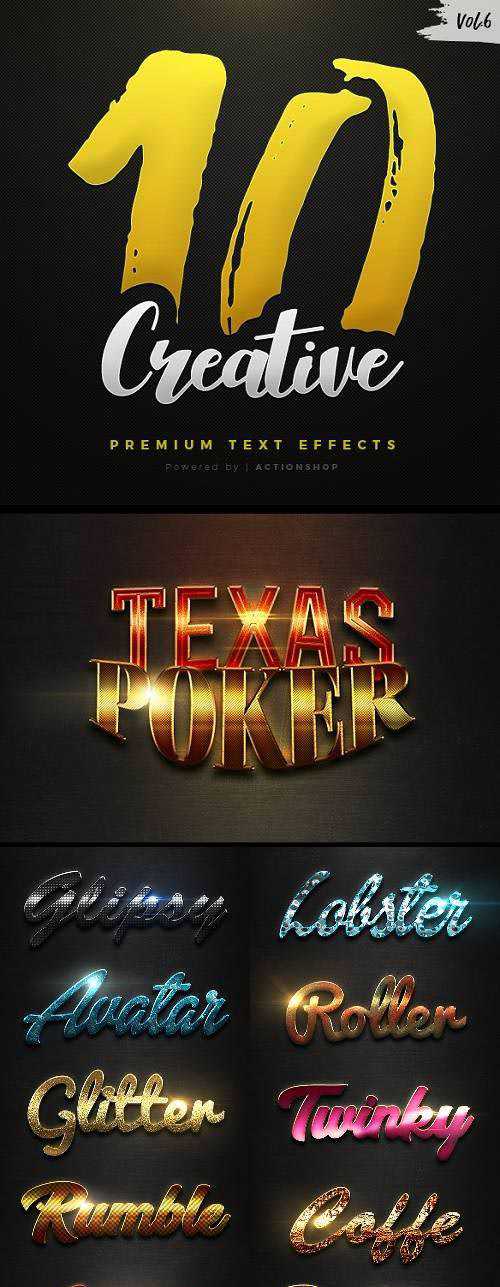 Vol.6
10
Creative
PREMIUM TEXT EFFECTS
Powered by | ACTIONSHOP
TEXAS
POKER
Glipsy Lobster
Avatar Roller
Glitter Twinky
Rumble Coffe